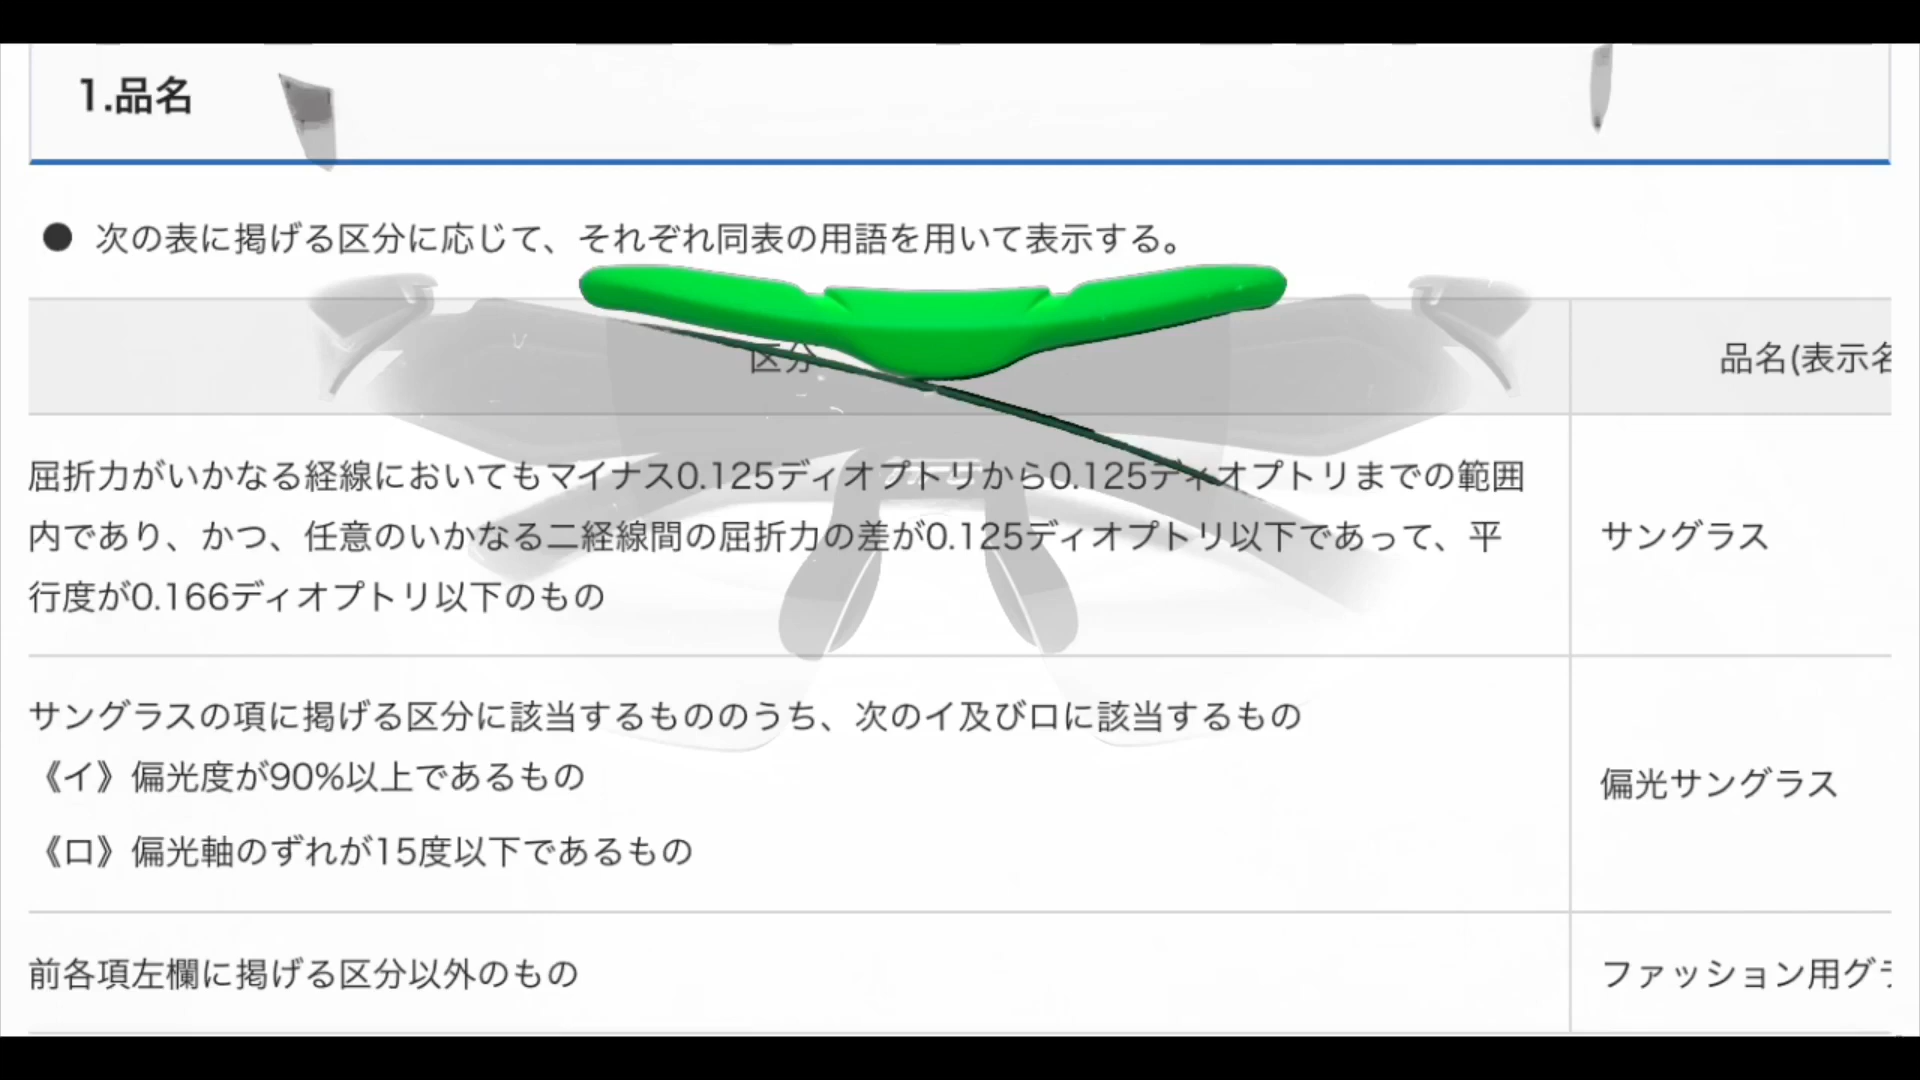 1.品名
● 次の表に掲げる区分に応じて、それぞれ同表の用語を用いて表示する。
区分
品名(表示名
屈折力がいかなる経線においてもマイナス0.125ディオプトリから0.125ディオプトリまでの範囲
内であり、かつ、任意のいかなる二経線間の屈折力の差が0.125ディオプトリ以下であって、平
行度が0.166ディオプトリ以下のもの
サングラス
サングラスの項に掲げる区分に該当するもののうち、次のイ及びロに該当するもの
《イ》偏光度が90%以上であるもの
《ロ》偏光軸のずれが15度以下であるもの
偏光サングラス
前各項左欄に掲げる区分以外のもの
ファッション用グラ